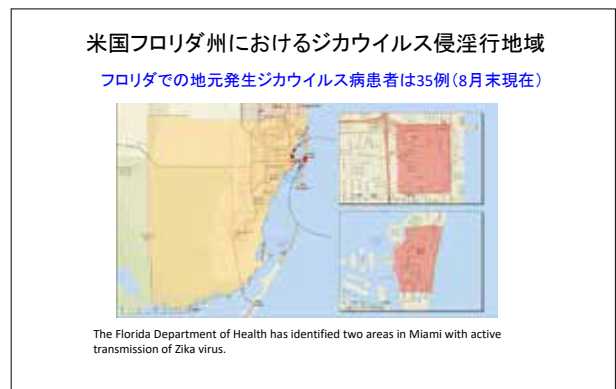 米国フロリダ州におけるジカウイルス侵淫行地域
フロリダでの地元発生ジカウイルス病患者は35例(8月末現在)
The Florida Department of Health has identified two areas in Miami with active
transmission of Zika virus.